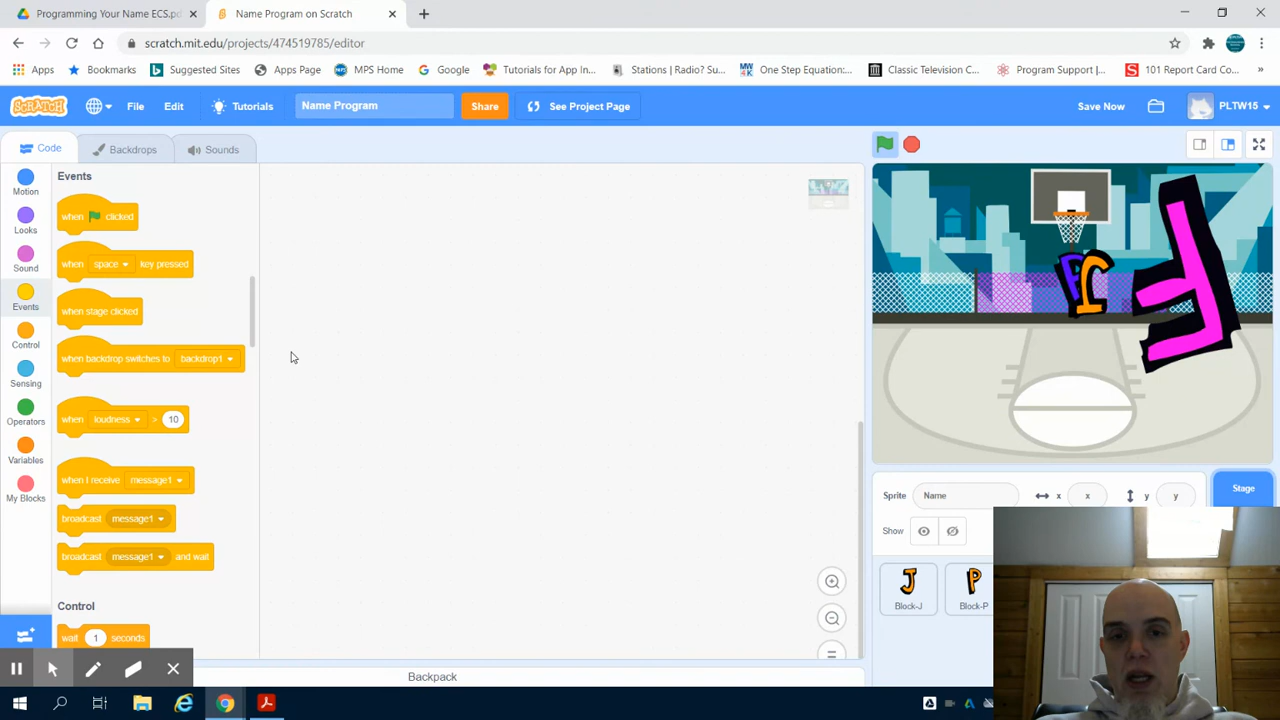 Programming Your Name ECS.pd
Name Program on Scratch
scratch.mit.edu/projects/474519785/editor
Apps
Bookmarks
Suggested Sites
Apps Page
MPS Home
Google
Tutorials for App In...
Stations | Radio? Su...
One Step Equation:...
Classic Television C...
Program Support |...
101 Report Card Co...
»
SCRATCH
File
Edit
Tutorials
Name Program
Share
See Project Page
Save Now
PLTW15
Code
Backdrops
Sounds
Motion
Looks
Sound
Events
Control
Sensing
Operators
Variables
My Blocks
Events
when clicked
when space key pressed
when stage clicked
when backdrop switches to backdrop1
when loudness > 10
when I receive message1
broadcast message1
broadcast message1 and wait
Control
wait 1 seconds
Backpack
P J F
Sprite
Name
x
x
y
y
Stage
Show
J
Block-J
P
Block-P